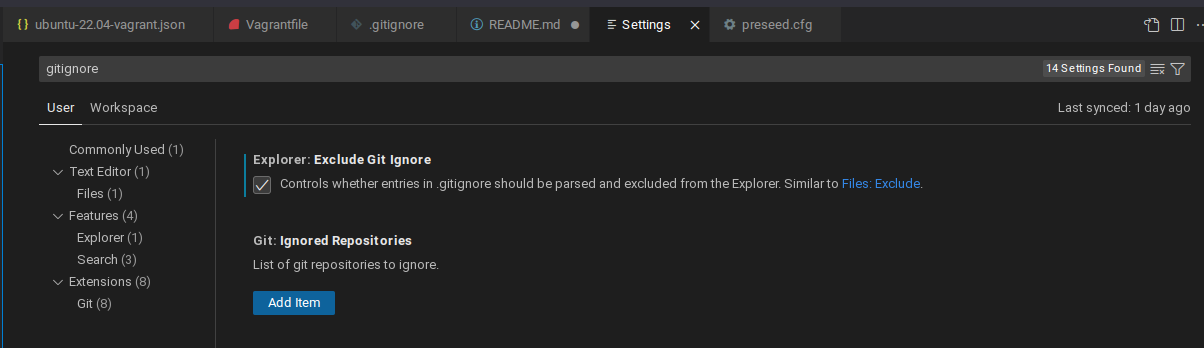 { } ubuntu-22.04-vagrant.json Vagrantfile .gitignore README.md Settings preseed.cfg
gitignore 14 Settings Found
User Workspace Last synced: 1 day ago
Commonly Used (1)
Text Editor (1)
Files (1)
Features (4)
Explorer (1)
Search (3)
Extensions (8)
Git (8)
Explorer: Exclude Git Ignore
Controls whether entries in .gitignore should be parsed and excluded from the Explorer. Similar to Files: Exclude.
Git: Ignored Repositories
List of git repositories to ignore.
Add Item